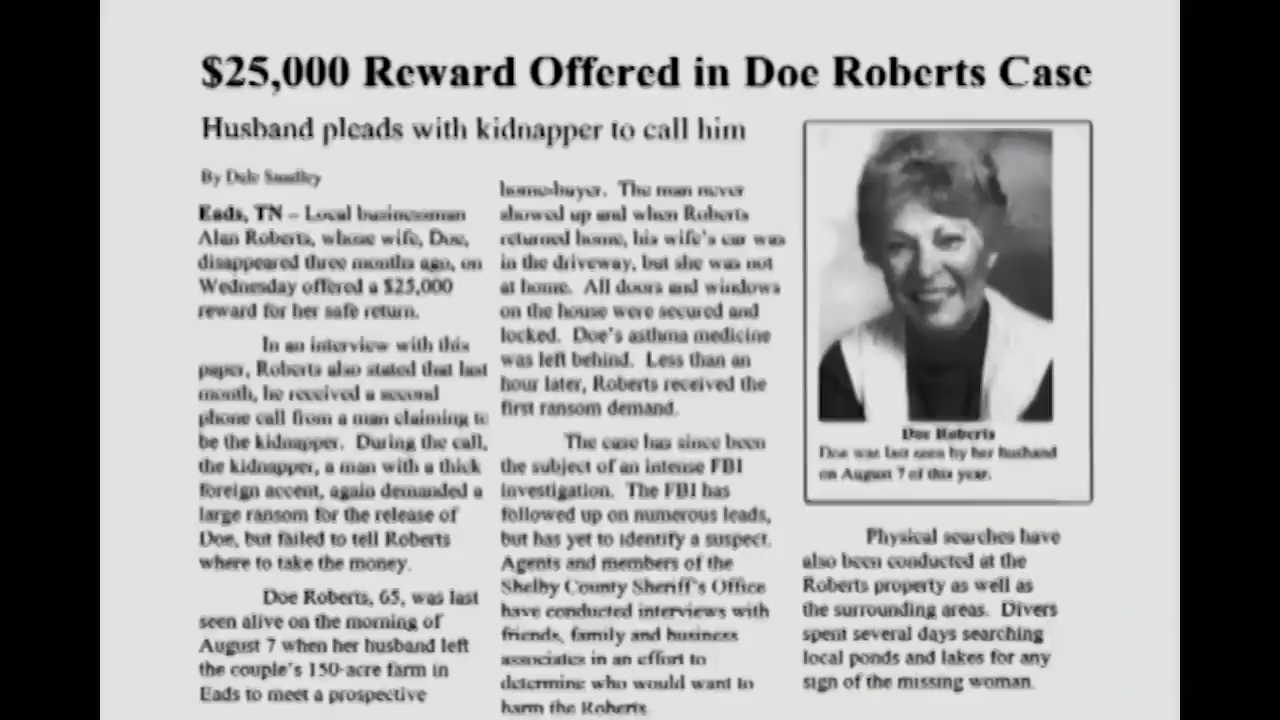 $25,000 Reward Offered in Doe Roberts Case
Husband pleads with kidnapper to call him
By Dale
Eads, TN – Local businessman
Alan Roberts, whose wife, Doe,
disappeared three months ago, on
Wednesday offered a $25,000
reward for her safe return.
In an interview with this
paper, Roberts also stated that last
month, he received a second
phone call from a man claiming to
be the kidnapper. During the call,
the kidnapper, a man with a thick
foreign accent, again demanded a
large ransom for the release of
Doe, but failed to tell Roberts
where to take the money.
Doe Roberts, 65, was last
seen alive on the morning of
August 7 when her husband left
the couple's 150-acre farm in
Eads to meet a prospective
homebuyer. The man never
showed up and when Roberts
returned home, his wife's car was
in the driveway, but she was not
at home. All doors and windows
on the house were secured and
locked. Doe's asthma medicine
was left behind. Less than an
hour later, Roberts received the
first ransom demand.
The case has since been
the subject of an intense FBI
investigation. The FBI has
followed up on numerous leads,
but has yet to identify a suspect.
Agents and members of the
Shelby County Sheriff's Office
have conducted interviews with
friends, family and business
associates in an effort to
determine who would want to
harm the Roberts
Doe Roberts
Doe was last seen by her husband
on August 7 of this year.
Physical searches have
also been conducted at the
Roberts property as well as
the surrounding areas. Divers
spent several days searching
local ponds and lakes for any
sign of the missing woman.